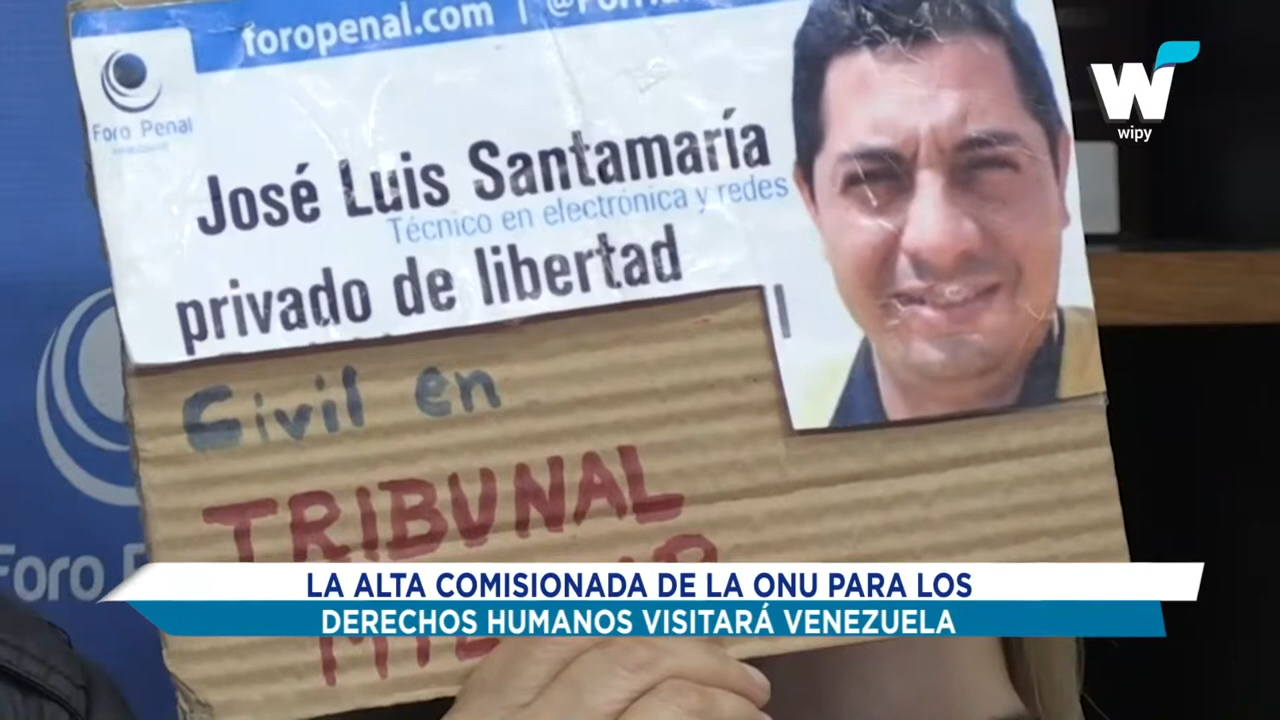 foropenal.com |
Foro Penal
José Luis Santamaría
Técnico en electrónica y redes
privado de libertad
Civil en
TRIBUNAL
Foro
LA ALTA COMISIONADA DE LA ONU PARA LOS
DERECHOS HUMANOS VISITARÁ VENEZUELA
W
wipy